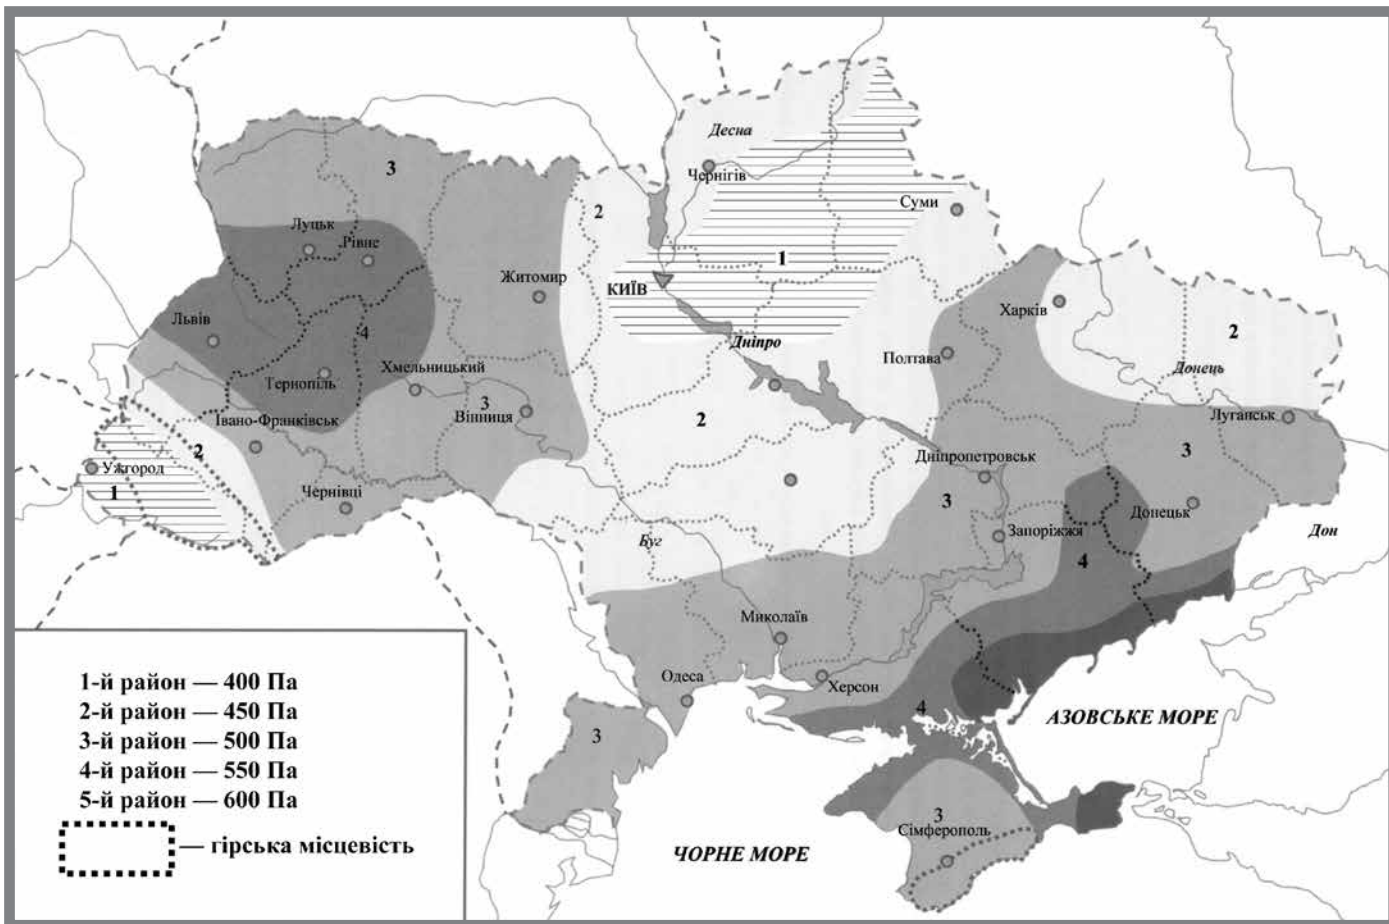 Десна
3
Чернігів
Суми
2
Луцьк
Рівне
1
Житомир
КИЇВ
Харків
Львів
4
Дніпро
2
Полтава
Тернопіль
Хмельницький
Донець
3
Вінниця
Івано-Франківськ
Луганськ
2
2
3
Ужгород
Дніпропетровськ
1
Чернівці
3
Донецьк
Запоріжжя
Дон
Буг
4
Миколаїв
Одеса
Херсон
4
АЗОВСЬКЕ МОРЕ
3
3
Сімферополь
ЧОРНЕ МОРЕ
1-й район — 400 Па
2-й район — 450 Па
3-й район — 500 Па
4-й район — 550 Па
5-й район — 600 Па
— гірська місцевість